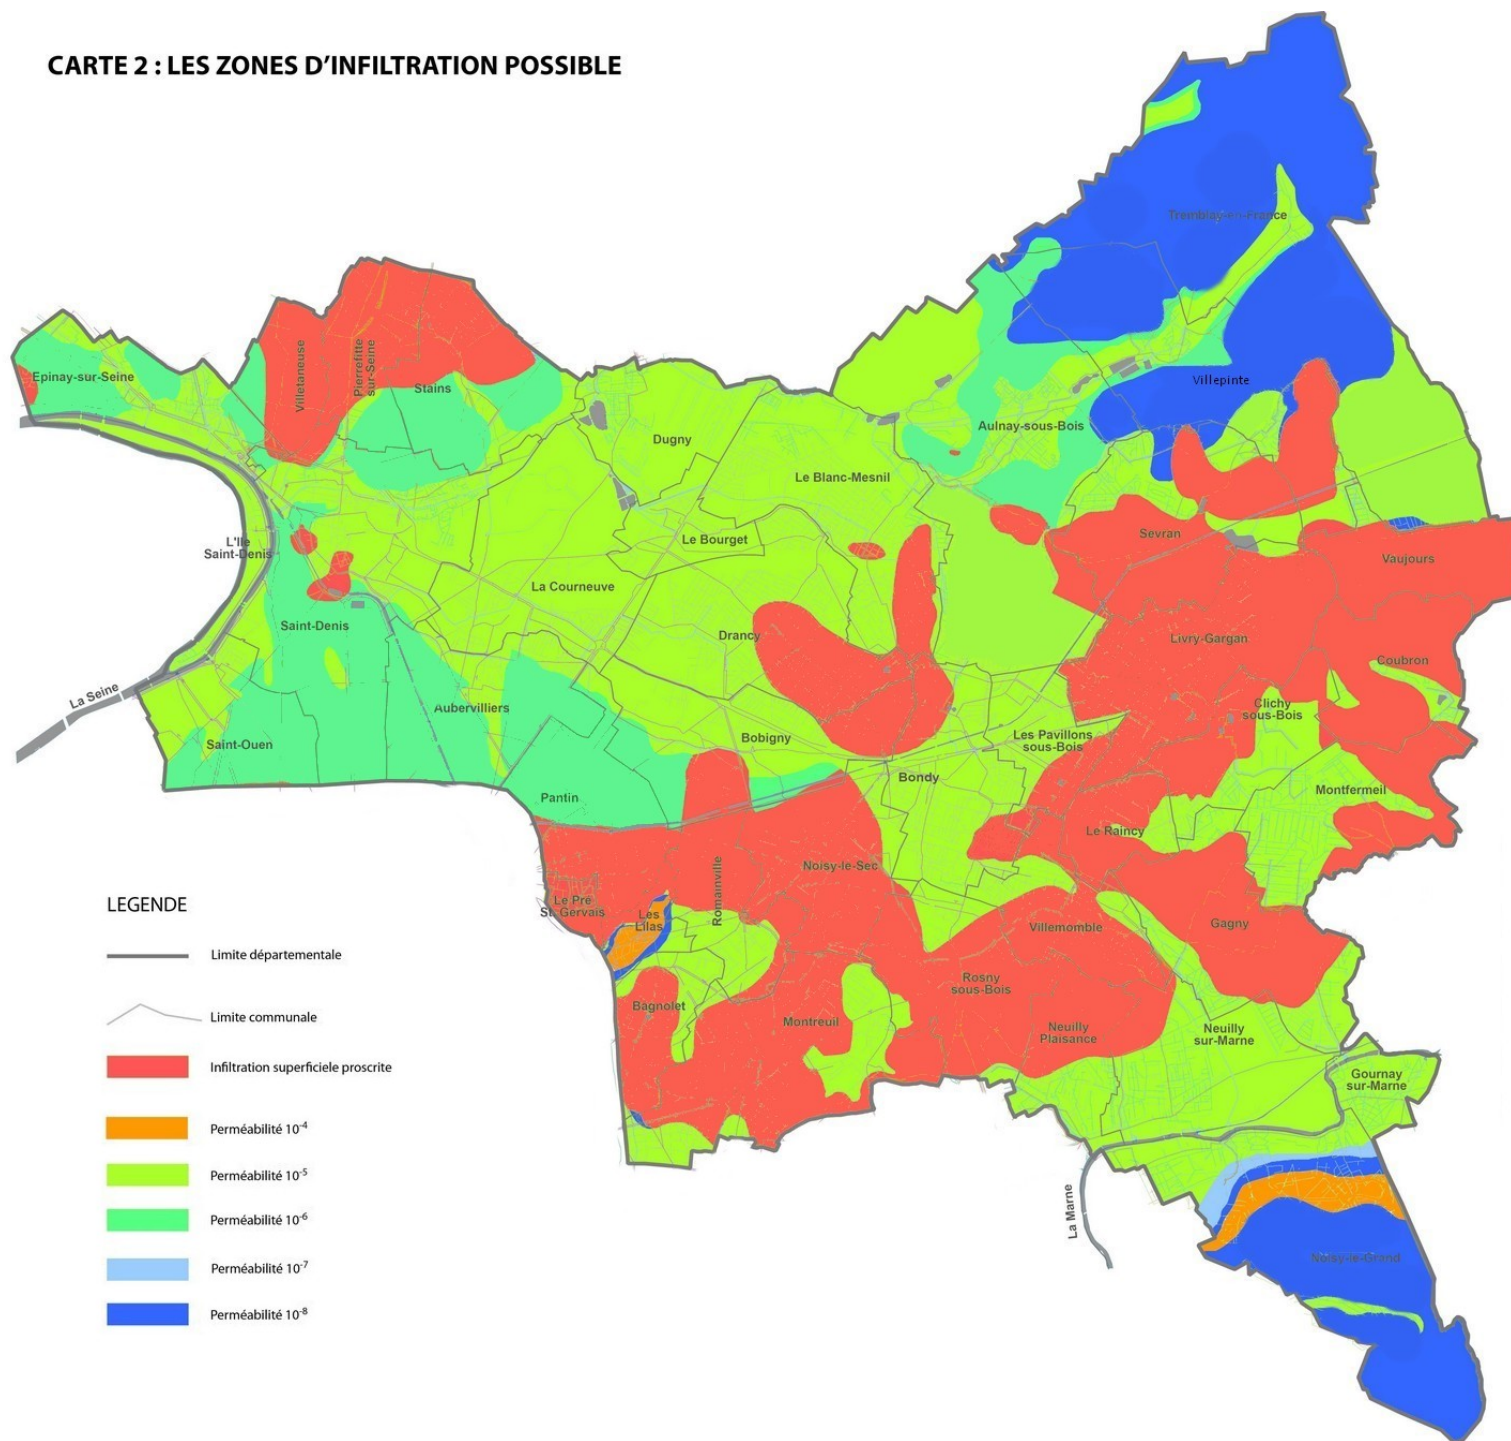 CARTE 2 : LES ZONES D'INFILTRATION POSSIBLE
Tremblay-en-France
Villepinte
Epinay-sur-Seine
Villetaneuse
Pierrefitte
sur-Seine
Stains
Aulnay-sous-Bois
Dugny
Le Blanc-Mesnil
Le Bourget
Sevran
Vaujours
L'Ile
Saint-Denis
La Courneuve
Saint-Denis
Drancy
Livry-Gargan
Coubron
La Seine
Aubervilliers
Clichy
sous-Bois
Saint-Ouen
Bobigny
Les Pavillons
sous-Bois
Bondy
Pantin
Montfermeil
Le Raincy
Noisy-le-Sec
Romainville
Le Pré
St. Gervais
Les
Lilas
Villemomble
Gagny
Rosny
sous-Bois
Bagnolet
Montreuil
Neuilly
Plaisance
Neuilly
sur-Marne
Gournay
sur-Marne
La Marne
Noisy-le-Grand
LEGENDE
Limite départementale
Limite communale
Infiltration superficiele proscrite
Perméabilité 10-4
Perméabilité 10-5
Perméabilité 10-6
Perméabilité 10-7
Perméabilité 10-8